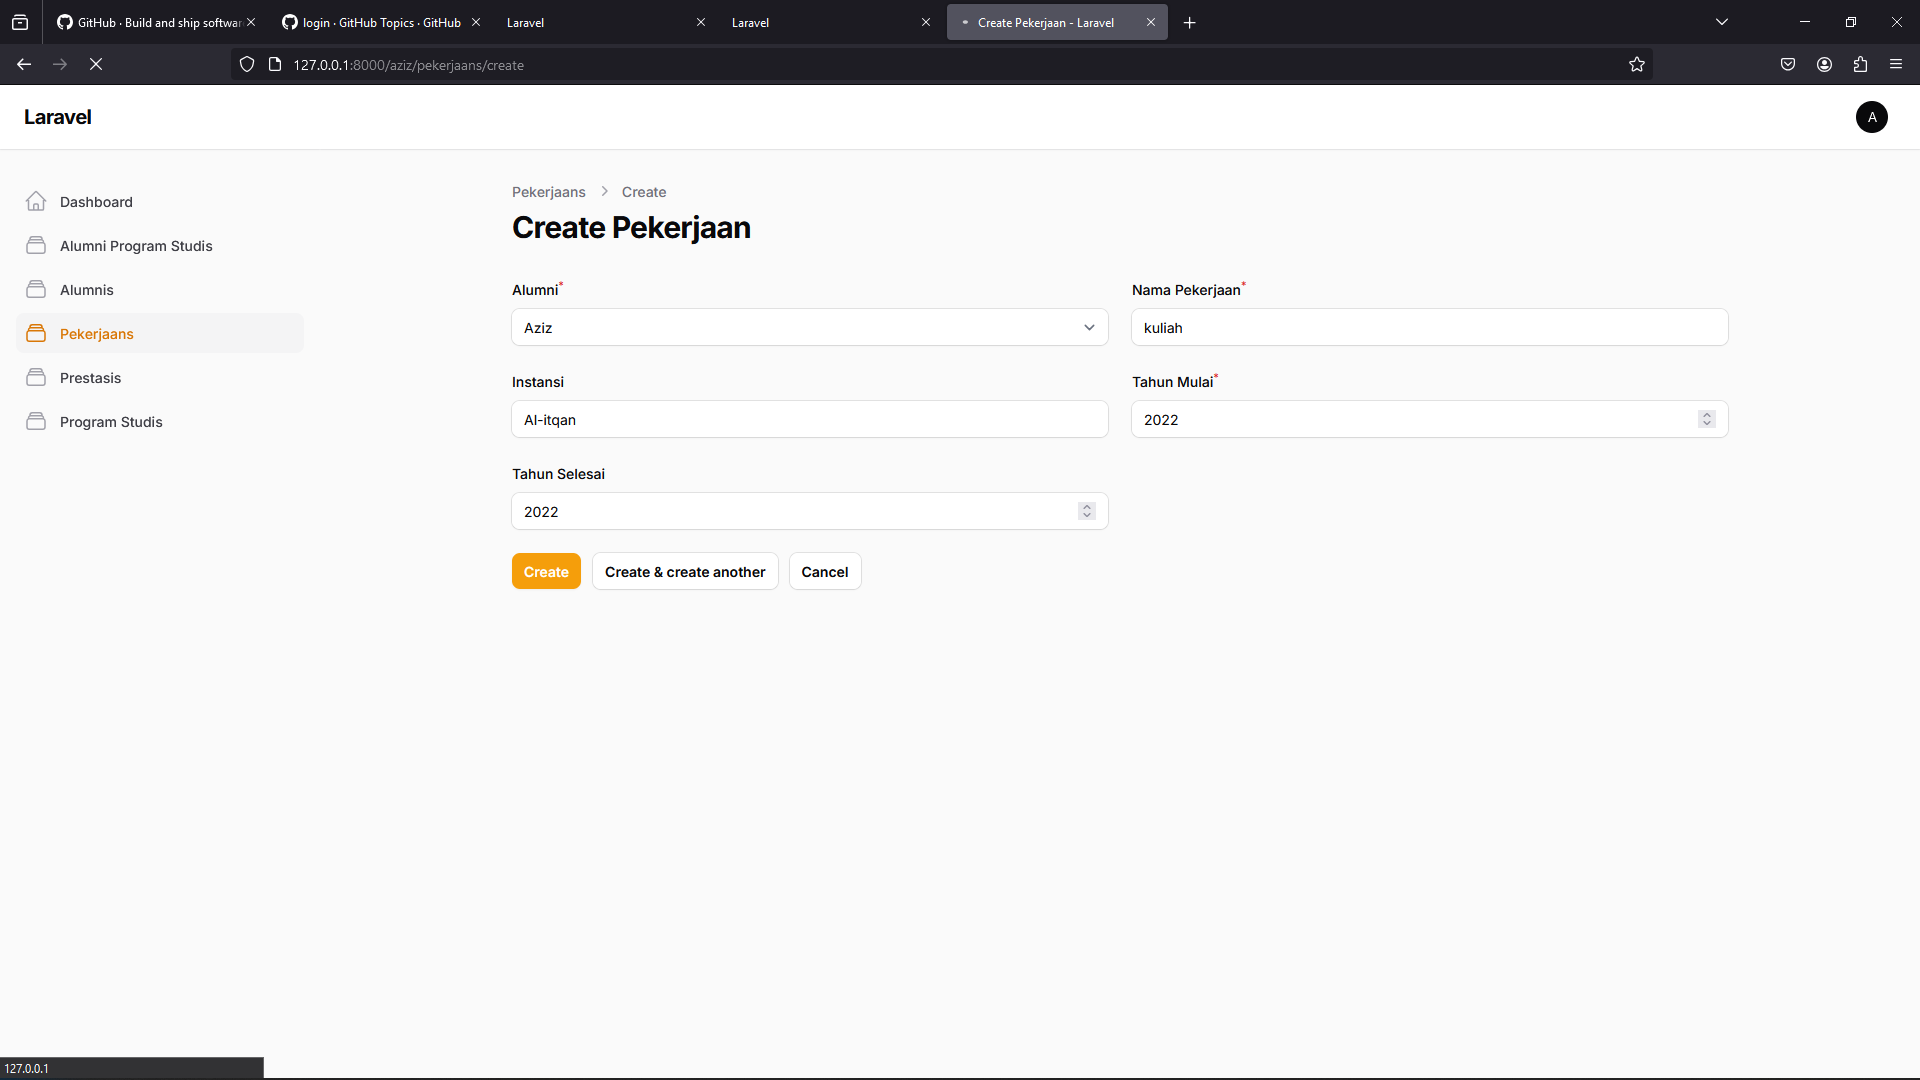 GitHub · Build and ship softwar
login · GitHub Topics · GitHub
Laravel
Laravel
Create Pekerjaan - Laravel
127.0.0.1:8000/aziz/pekerjaans/create
Laravel
A
Dashboard
Alumni Program Studis
Alumnis
Pekerjaans
Prestasis
Program Studis
Pekerjaans > Create
Create Pekerjaan
Alumni*
Aziz
Nama Pekerjaan*
kuliah
Instansi
Al-itqan
Tahun Mulai*
2022
Tahun Selesai
2022
Create
Create & create another
Cancel
127.0.0.1